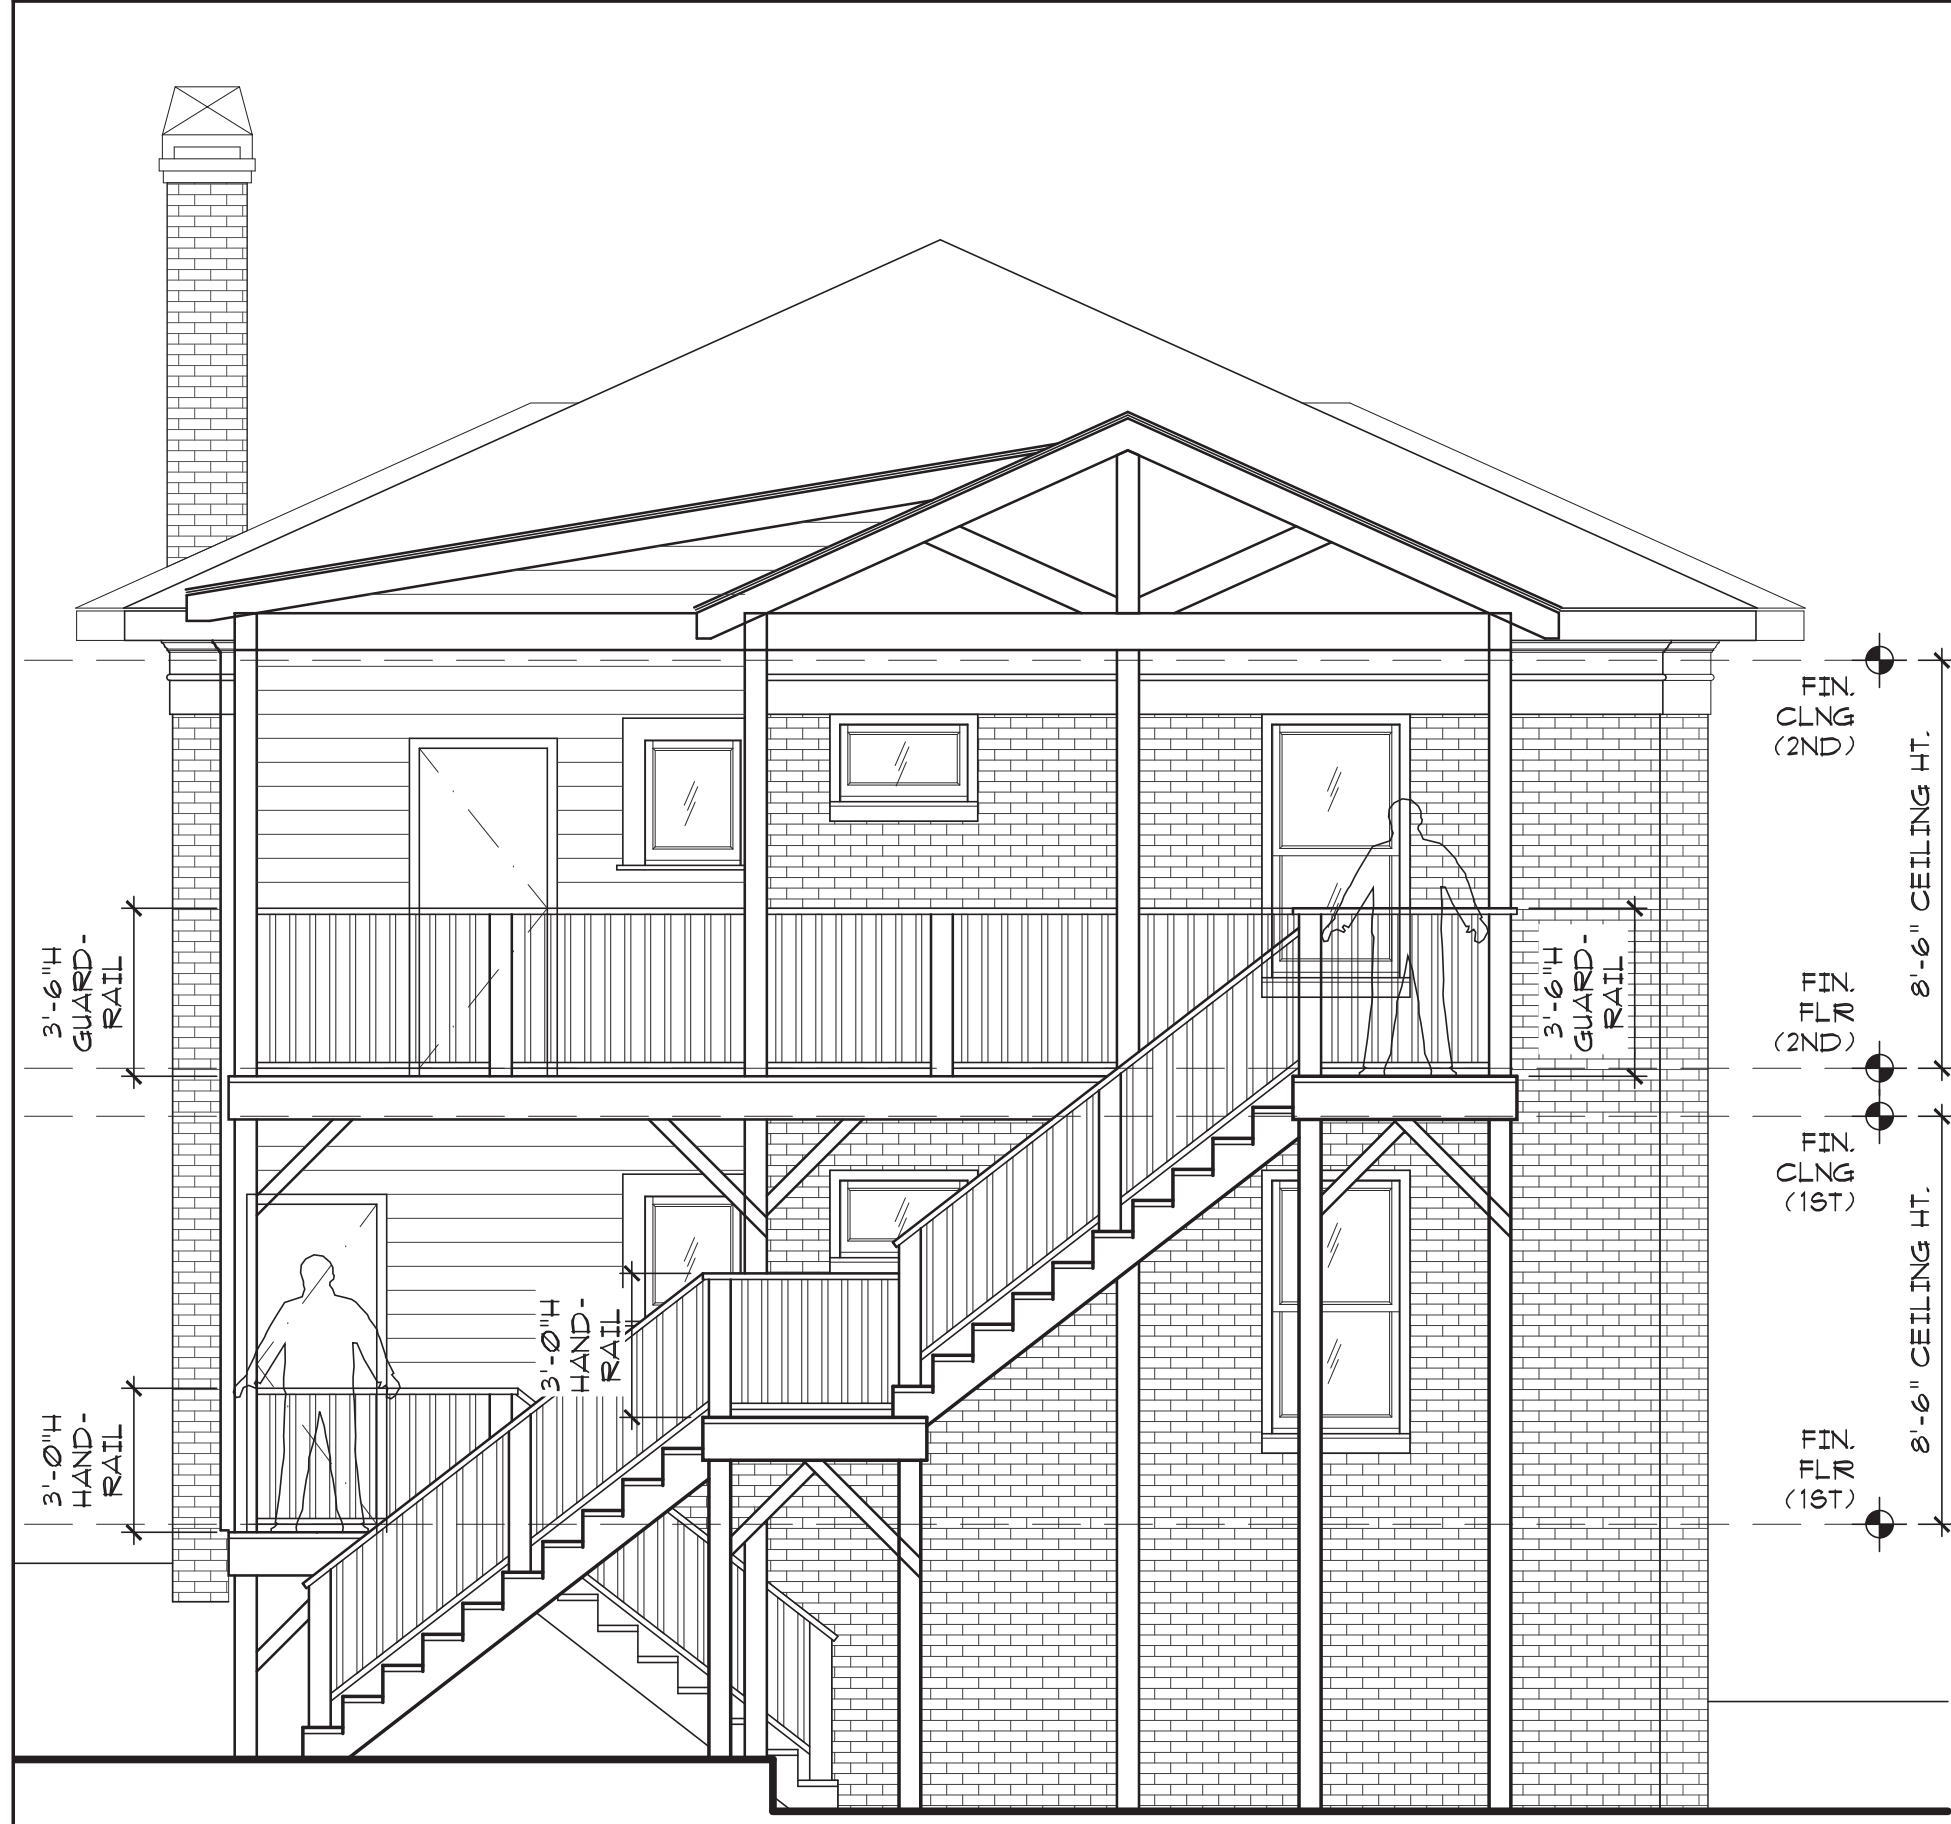 FIN.
CLNG
(2ND)
8'-6" CEILING HT.
3'-6"H
GUARD-
RAIL
3'-6"H
GUARD-
RAIL
FIN.
FLR
(2ND)
FIN.
CLNG
(1ST)
8'-6" CEILING HT.
3'-0"H
HAND-
RAIL
3'-0"H
HAND-
RAIL
FIN.
FLR
(1ST)